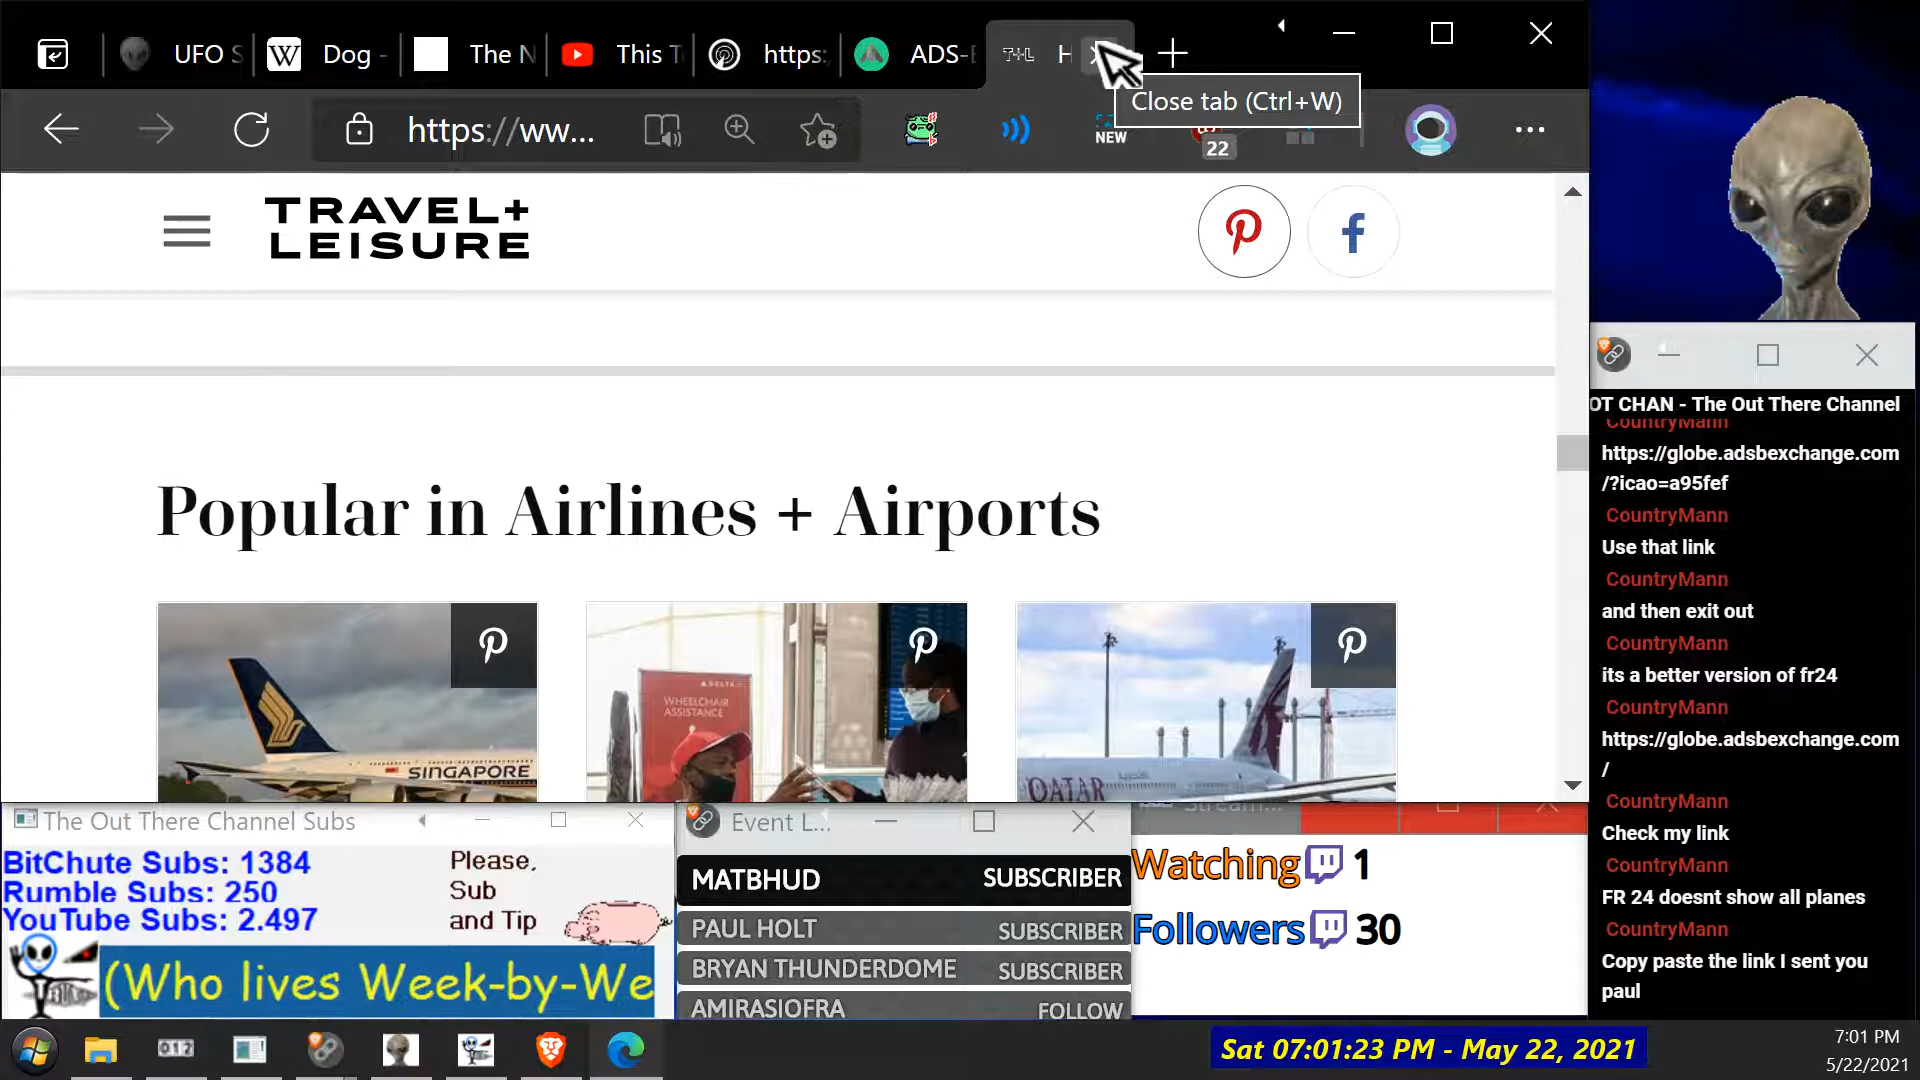 UFO S
Dog -
The N
This T
https:
ADS-E
H
Close tab (Ctrl+W)
https://ww...
NEW
22
TRAVEL+
LEISURE
Popular in Airlines + Airports
DELTA
WHEELCHAIR
ASSISTANCE
SINGAPORE
QATAR
OT CHAN - The Out There Channel
CountryMann
https://globe.adsbexchange.com
/?icao=a95fef
CountryMann
Use that link
CountryMann
and then exit out
CountryMann
its a better version of fr24
CountryMann
https://globe.adsbexchange.com
/
CountryMann
Check my link
CountryMann
FR 24 doesnt show all planes
CountryMann
Copy paste the link I sent you
paul
The Out There Channel Subs
BitChute Subs: 1384
Rumble Subs: 250
YouTube Subs: 2.497
Please,
Sub
and Tip
(Who lives Week-by-We
Event L...
MATBHUD SUBSCRIBER
PAUL HOLT SUBSCRIBER
BRYAN THUNDERDOME SUBSCRIBER
AMIRASIOFRA FOLLOW
Stream...
Watching 1
Followers 30
012
Sat 07:01:23 PM - May 22, 2021
7:01 PM
5/22/2021